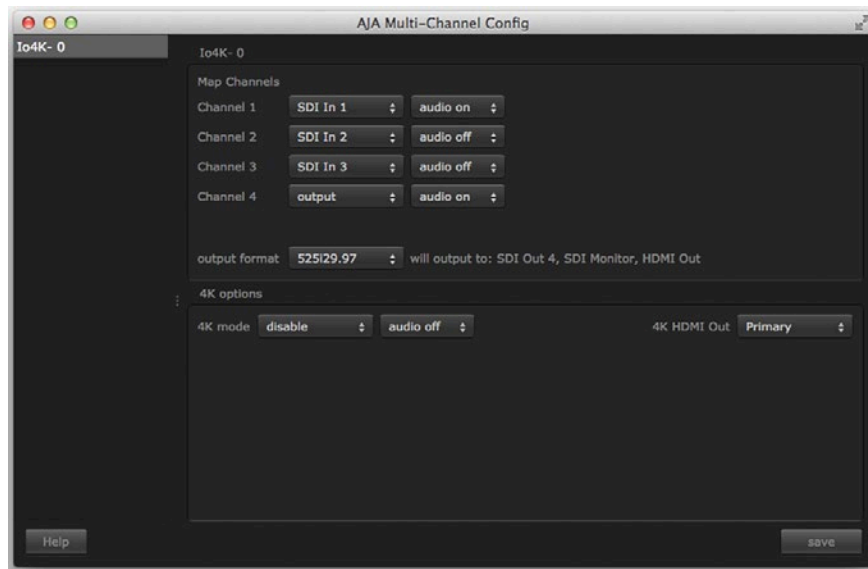 AJA Multi-Channel Config
Io4K- 0
Io4K- 0
Map Channels
Channel 1 SDI In 1 audio on
Channel 2 SDI In 2 audio off
Channel 3 SDI In 3 audio off
Channel 4 output audio on
output format 525i29.97 will output to: SDI Out 4, SDI Monitor, HDMI Out
4K options
4K mode disable audio off 4K HDMI Out Primary
Help save